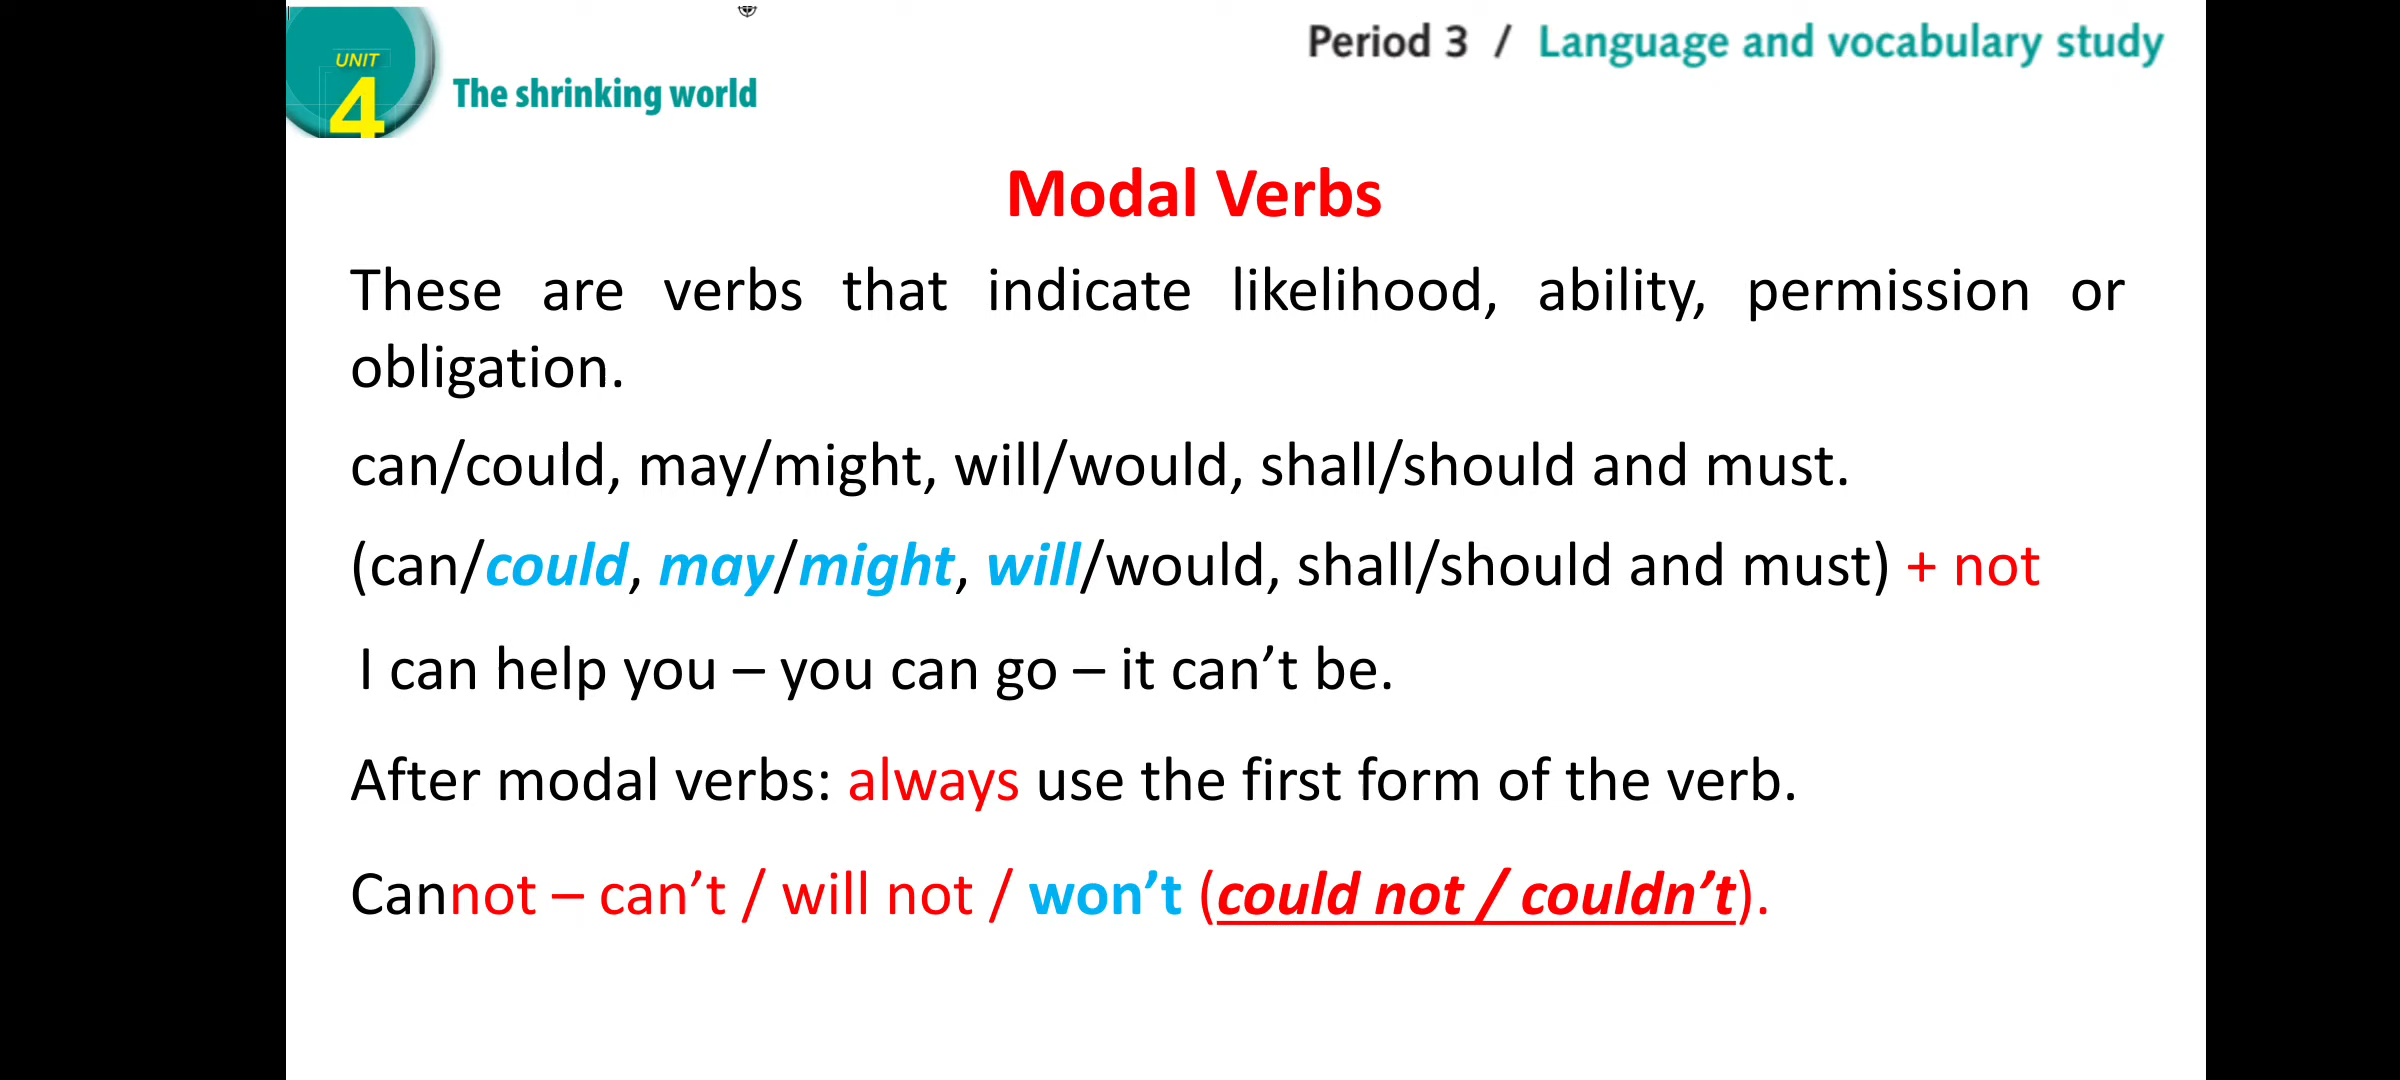 UNIT
4
The shrinking world
Period 3 / Language and vocabulary study
Modal Verbs
These are verbs that indicate likelihood, ability, permission or
obligation.
can/could, may/might, will/would, shall/should and must.
(can/could, may/might, will/would, shall/should and must) + not
I can help you – you can go – it can’t be.
After modal verbs: always use the first form of the verb.
Cannot – can’t / will not / won’t (could not / couldn’t).